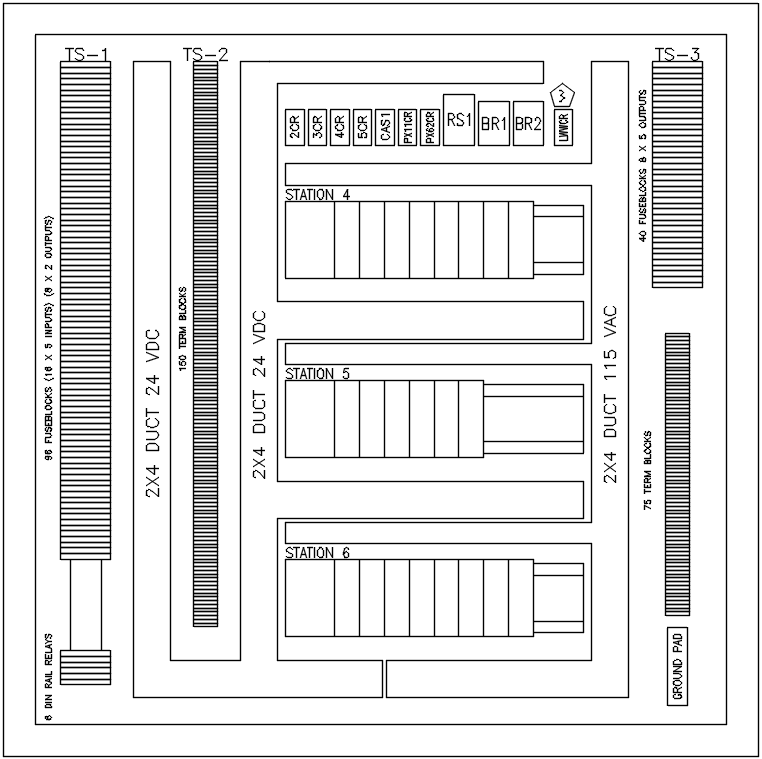 TS-1
TS-2
TS-3
2CR
3CR
4CR
5CR
CAS1
PX11CR
PX62CR
RS1
BR1
BR2
LWWCR
40 FUSEBLOCKS 8 X 5 OUTPUTS
STATION 4
96 FUSEBLOCKS (16 X 5 INPUTS) (8 X 2 OUTPUTS)
150 TERM BLOCKS
2X4 DUCT 24 VDC
2X4 DUCT 24 VDC
2X4 DUCT 115 VAC
STATION 5
75 TERM BLOCKS
STATION 6
6 DIN RAIL RELAYS
GROUND PAD